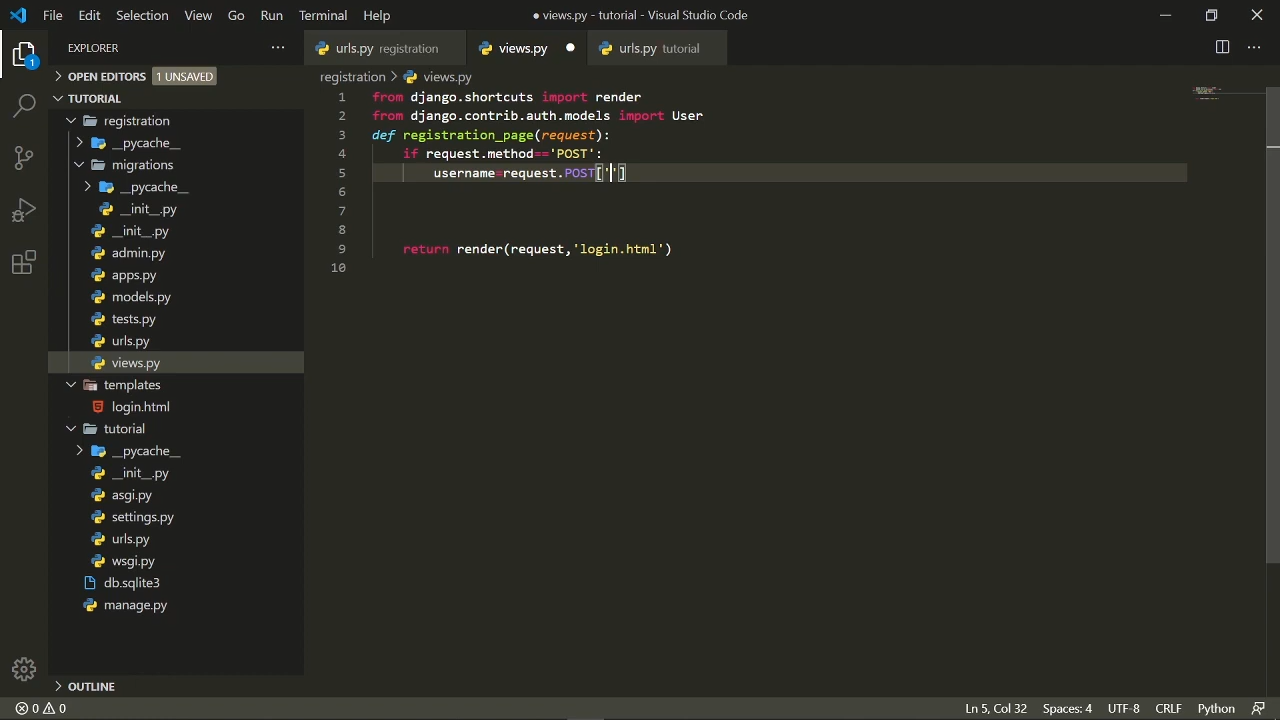 File Edit Selection View Go Run Terminal Help ● views.py - tutorial - Visual Studio Code
EXPLORER ···
urls.py registration
views.py
urls.py tutorial
1
OPEN EDITORS 1 UNSAVED
TUTORIAL
registration
__pycache__
migrations
__pycache__
__init__.py
__init__.py
admin.py
apps.py
models.py
tests.py
urls.py
views.py
templates
login.html
tutorial
__pycache__
__init__.py
asgi.py
settings.py
urls.py
wsgi.py
db.sqlite3
manage.py
OUTLINE
registration > views.py
1 from django.shortcuts import render
2 from django.contrib.auth.models import User
3 def registration_page(request):
4 if request.method=='POST':
5 username=request.POST['']
6
7
8
9 return render(request,'login.html')
10
0 0 Ln 5, Col 32 Spaces: 4 UTF-8 CRLF Python